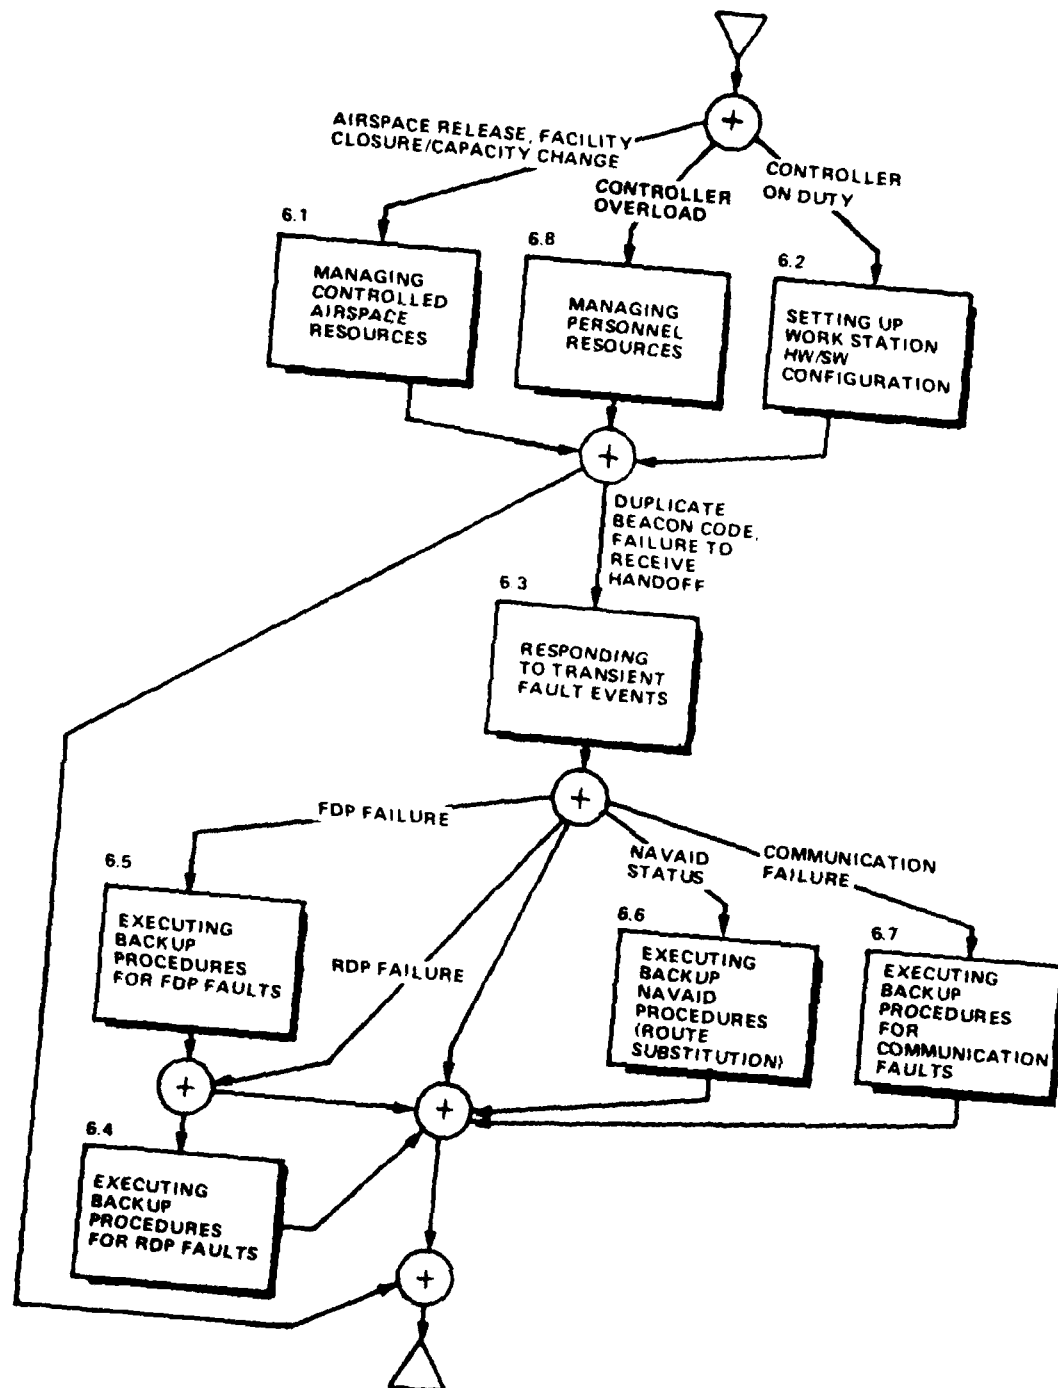 +
AIRSPACE RELEASE, FACILITY
CLOSURE/CAPACITY CHANGE
CONTROLLER
OVERLOAD
CONTROLLER
ON DUTY
6.1
MANAGING
CONTROLLED
AIRSPACE
RESOURCES
6.8
MANAGING
PERSONNEL
RESOURCES
6.2
SETTING UP
WORK STATION
HW/SW
CONFIGURATION
+
DUPLICATE
BEACON CODE,
FAILURE TO
RECEIVE
HANDOFF
6.3
RESPONDING
TO TRANSIENT
FAULT EVENTS
+
FDP FAILURE
NAVAID
STATUS
COMMUNICATION
FAILURE
6.5
EXECUTING
BACKUP
PROCEDURES
FOR FDP FAULTS
RDP FAILURE
6.6
EXECUTING
BACKUP
NAVAID
PROCEDURES
(ROUTE
SUBSTITUTION)
6.7
EXECUTING
BACKUP
PROCEDURES
FOR
COMMUNICATION
FAULTS
+
+
6.4
EXECUTING
BACKUP
PROCEDURES
FOR RDP FAULTS
+